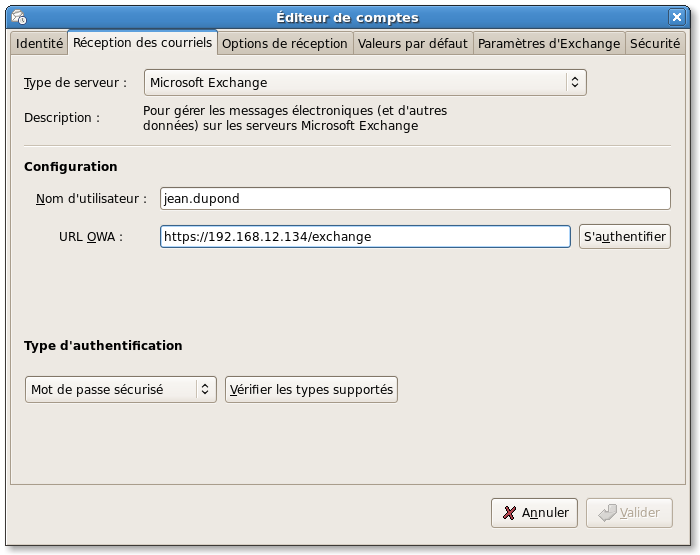 Éditeur de comptes
Identité Réception des courriels Options de réception Valeurs par défaut Paramètres d'Exchange Sécurité
Type de serveur : Microsoft Exchange
Description : Pour gérer les messages électroniques (et d'autres
données) sur les serveurs Microsoft Exchange
Configuration
Nom d'utilisateur : jean.dupond
URL OWA : https://192.168.12.134/exchange S'authentifier
Type d'authentification
Mot de passe sécurisé Vérifier les types supportés
Annuler Valider